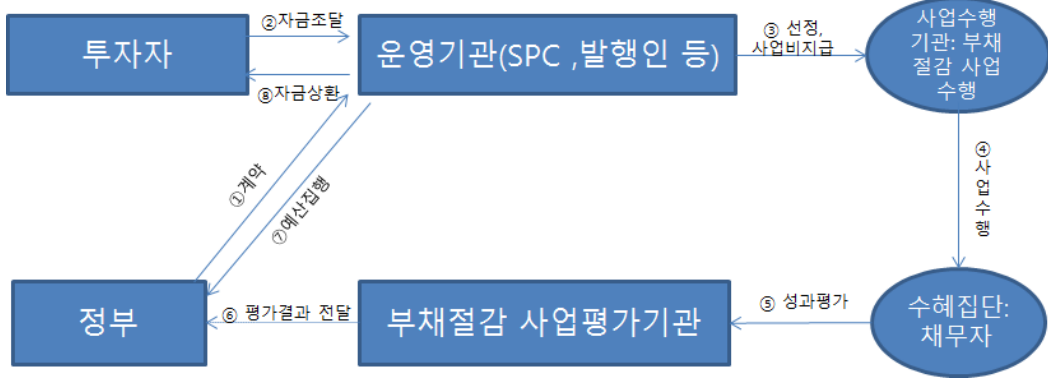 ②자금조달
투자자
운영기관(SPC ,발행인 등)
③ 선정,
사업비지급
사업수행
기관: 부채
절감 사업
수행
⑧자금상환
①계약
⑦예산집행
④
사
업
수
행
정부
⑥ 평가결과 전달
부채절감 사업평가기관
⑤ 성과평가
수혜집단:
채무자